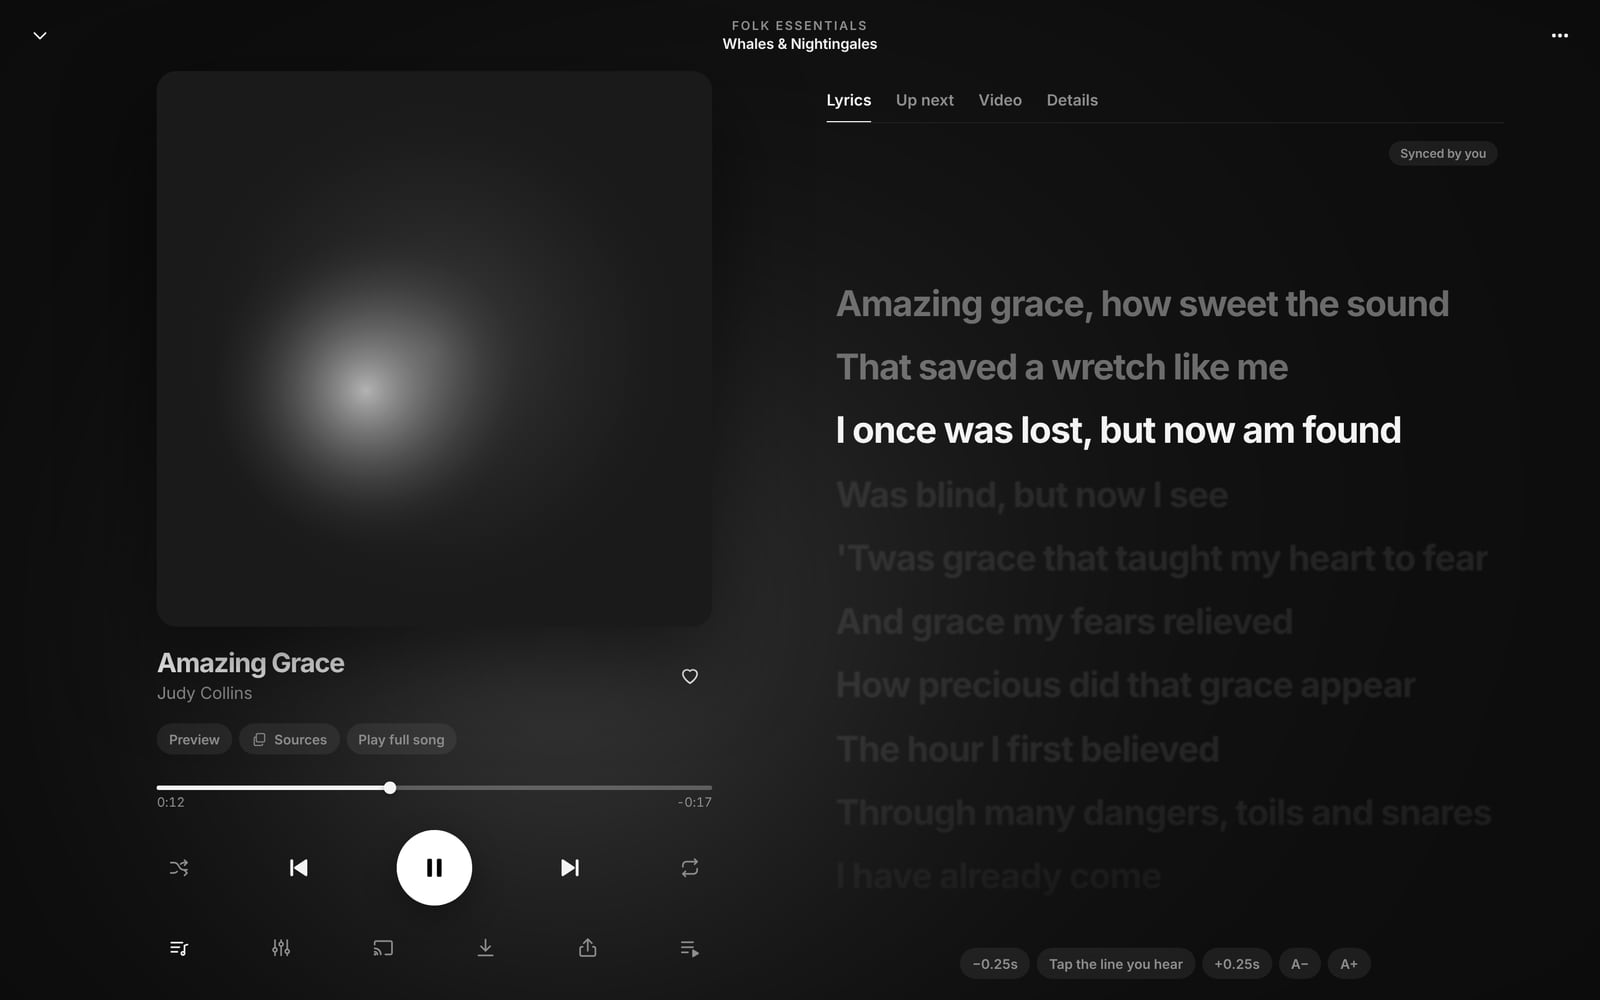 FOLK ESSENTIALS
Whales & Nightingales
Lyrics Up next Video Details
Synced by you
Amazing grace, how sweet the sound
That saved a wretch like me
I once was lost, but now am found
Was blind, but now I see
'Twas grace that taught my heart to fear
And grace my fears relieved
How precious did that grace appear
The hour I first believed
Through many dangers, toils and snares
I have already come
Amazing Grace
Judy Collins
Preview Sources Play full song
0:12 -0:17
−0.25s Tap the line you hear +0.25s A− A+